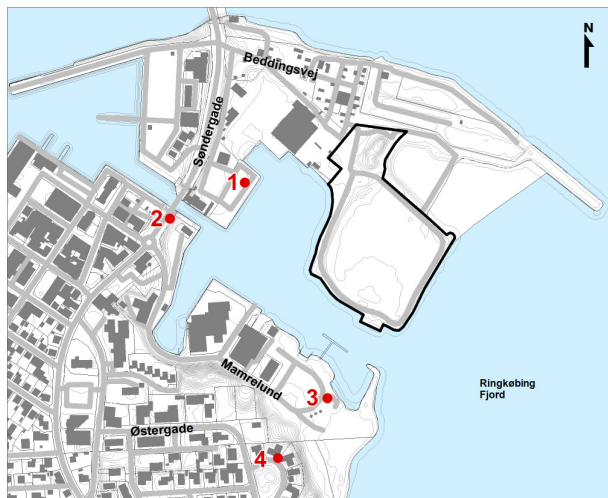 N
Beddingsvej
Søndergade
1
2
Mamrelund
3
Ringkøbing
Fjord
Østergade
4